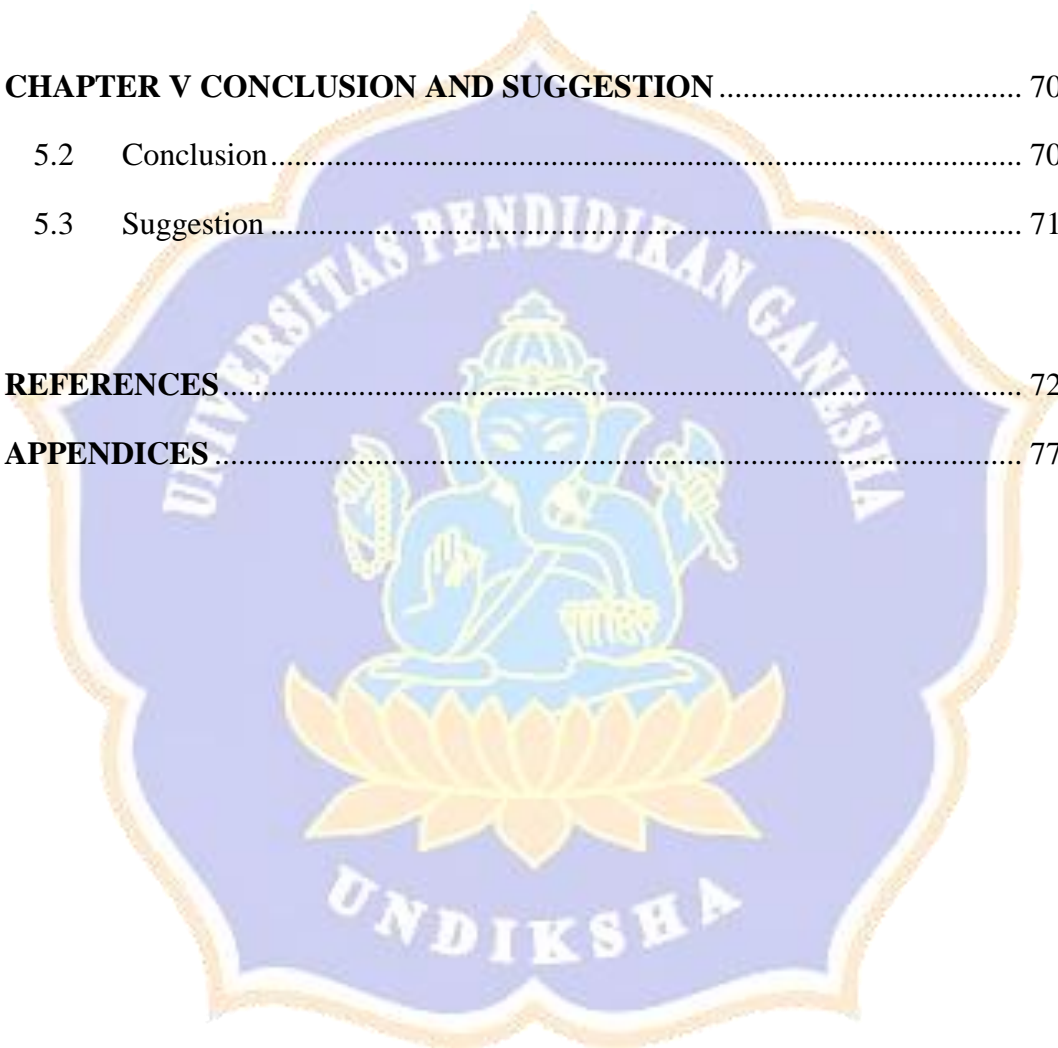 CHAPTER V CONCLUSION AND SUGGESTION.................................... 70
5.2 Conclusion.................................................................................... 70
5.3 Suggestion.................................................................................... 71
UNIVERSITAS PENDIDIKAN GANESHA
REFERENCES.................................................................................... 72
APPENDICES.................................................................................... 77
UNDIKSHA